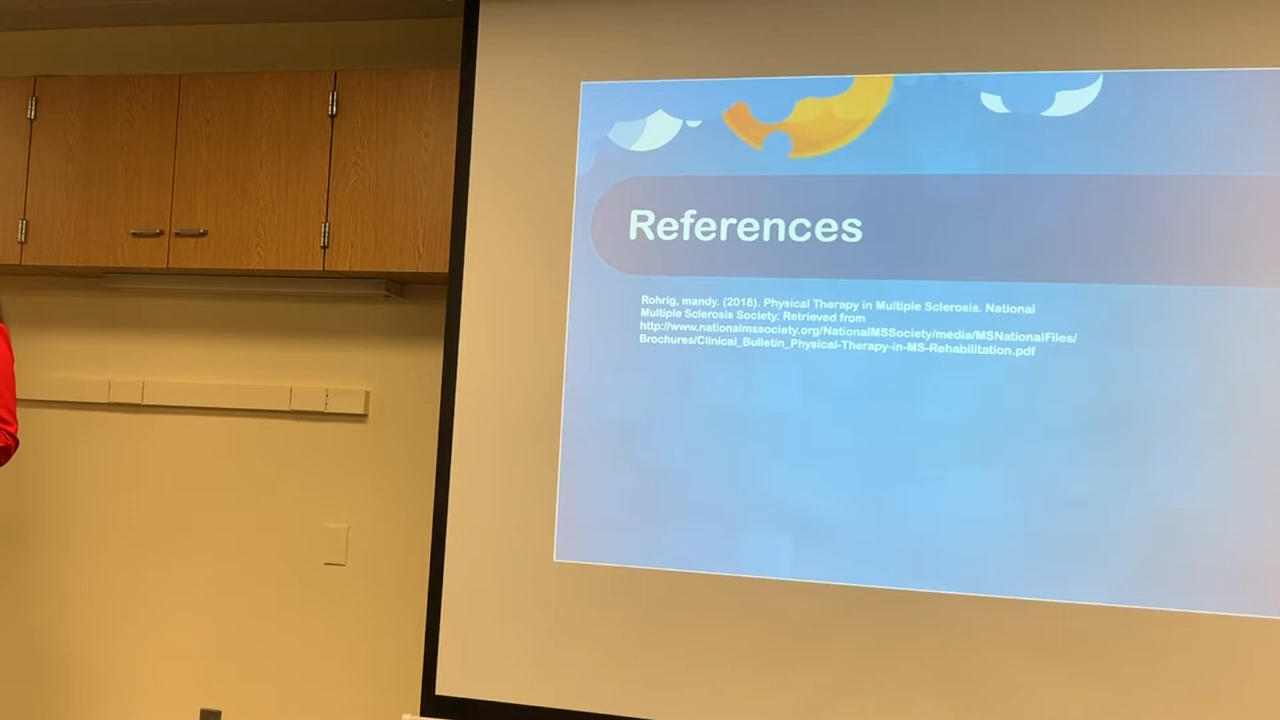 References
Rohrig, mandy. (2018). Physical Therapy in Multiple Sclerosis. National
Multiple Sclerosis Society. Retrieved from
http://www.nationalmssociety.org/NationalMSSociety/media/MSNationalFiles/
Brochures/Clinical_Bulletin_Physical-Therapy-in-MS-Rehabilitation.pdf